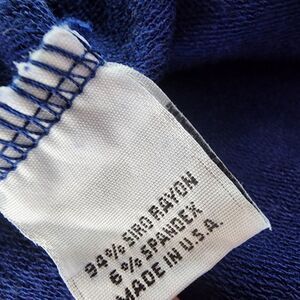 94% SIRO RAYON
6% SPANDEX
MADE IN U.S.A.